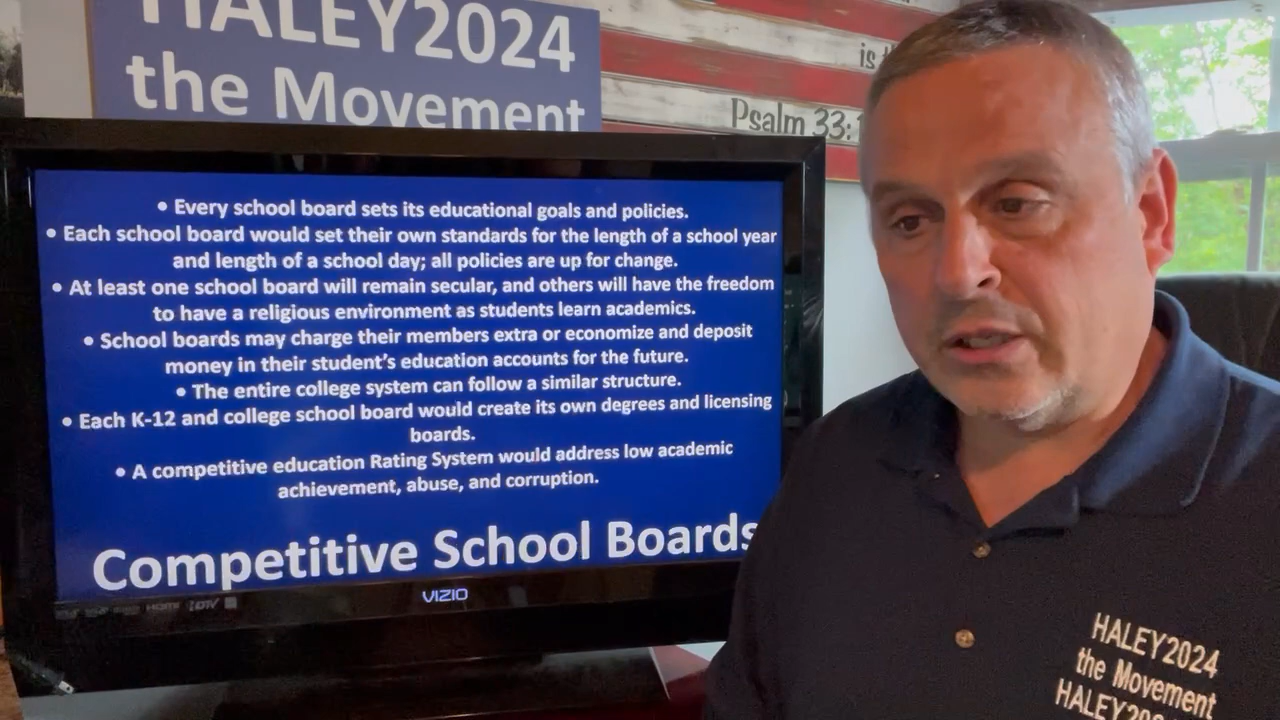 HALEY2024
the Movement
is
Psalm 33:
• Every school board sets its educational goals and policies.
• Each school board would set their own standards for the length of a school year
and length of a school day; all policies are up for change.
• At least one school board will remain secular, and others will have the freedom
to have a religious environment as students learn academics.
• School boards may charge their members extra or economize and deposit
money in their student's education accounts for the future.
• The entire college system can follow a similar structure.
• Each K-12 and college school board would create its own degrees and licensing
boards.
• A competitive education Rating System would address low academic
achievement, abuse, and corruption.
Competitive School Boards
VIZIO
HALEY2024
the Movement